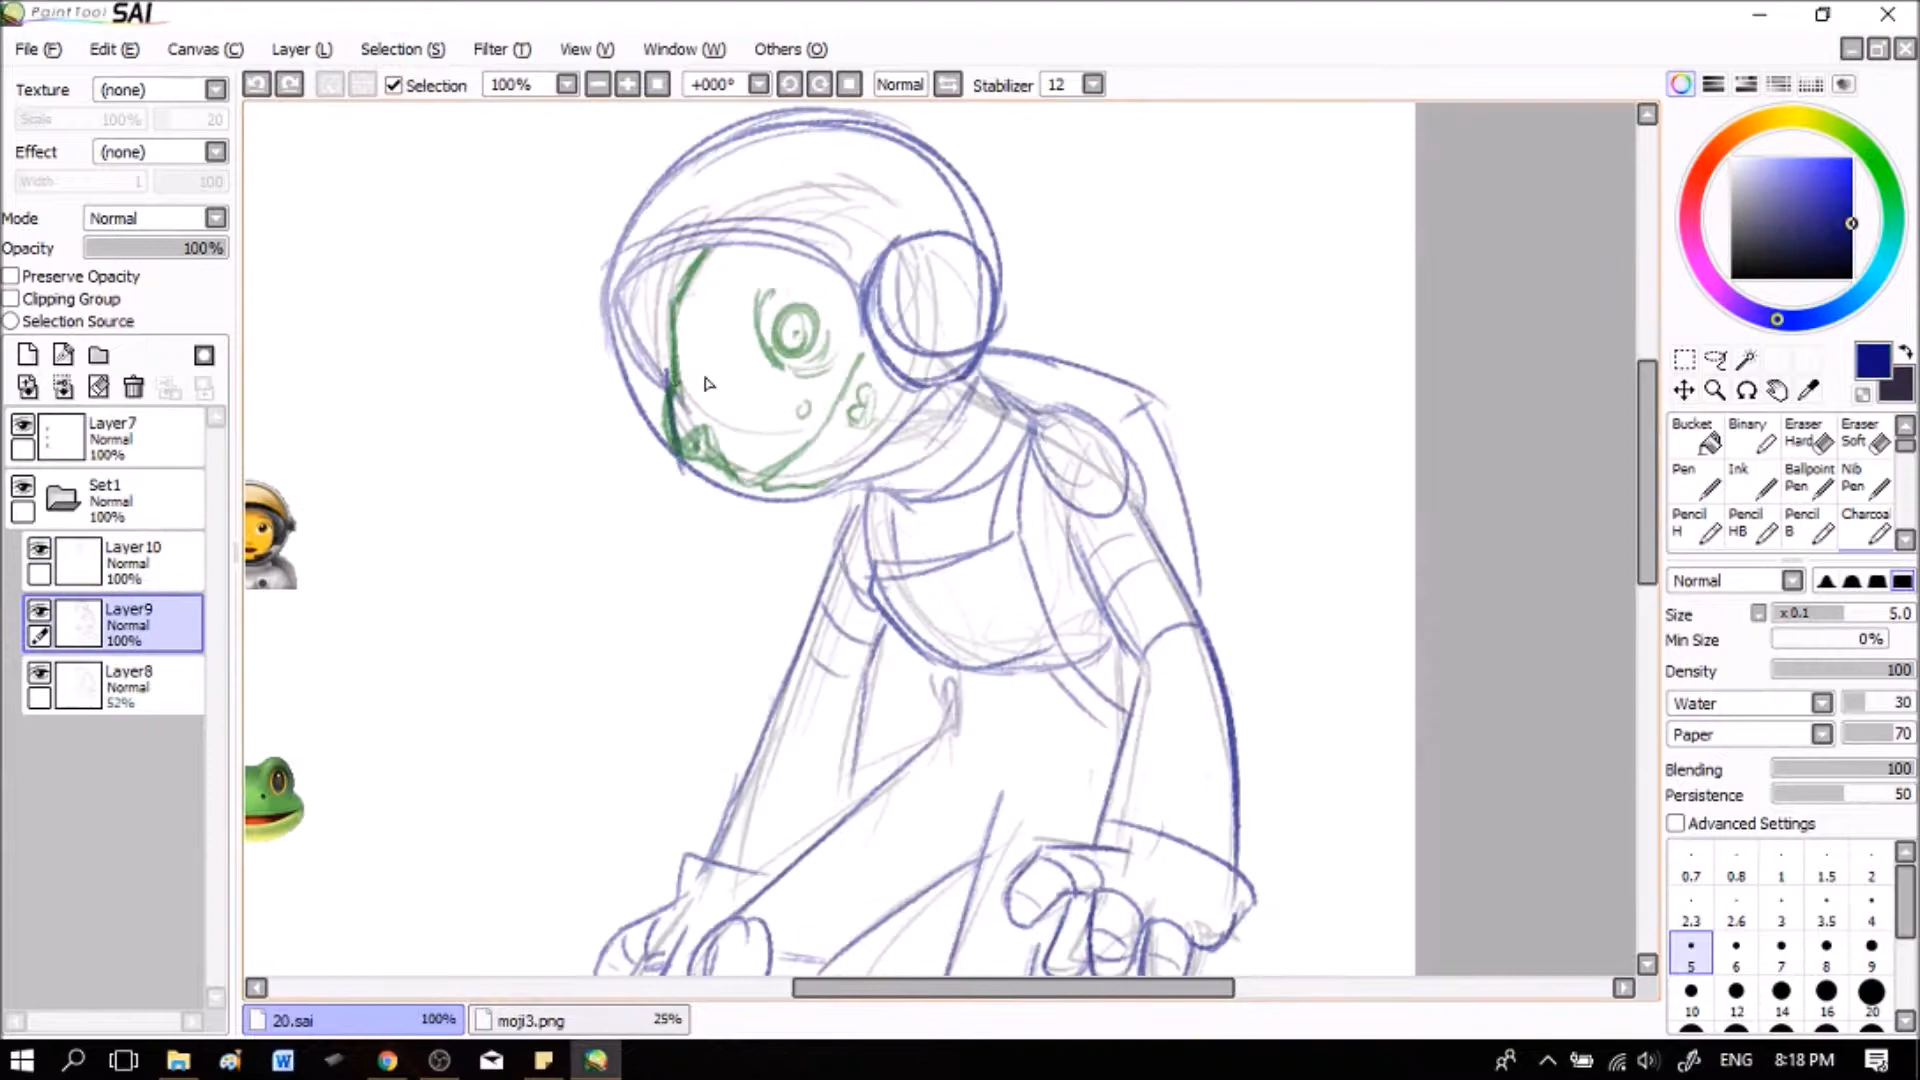 PaintTool SAI
File (F) Edit (E) Canvas (C) Layer (L) Selection (S) Filter (T) View (V) Window (W) Others (O)
Selection 100% +000° Normal Stabilizer 12
Texture (none)
Scale 100% 20
Effect (none)
Width 1 100
Mode Normal
Opacity 100%
Preserve Opacity
Clipping Group
Selection Source
Layer7
Normal
100%
Set1
Normal
100%
Layer10
Normal
100%
Layer9
Normal
100%
Layer8
Normal
52%
20.sai 100% moji3.png 25%
Bucket Binary Eraser Hard Eraser Soft
Pen Ink Ballpoint Pen Nib Pen
Pencil H Pencil HB Pencil B Charcoal
Normal
Size x 0.1 5.0
Min Size 0%
Density 100
Water 30
Paper 70
Blending 100
Persistence 50
Advanced Settings
0.7 0.8 1 1.5 2
2.3 2.6 3 3.5 4
5 6 7 8 9
10 12 14 16 20
ENG 8:18 PM